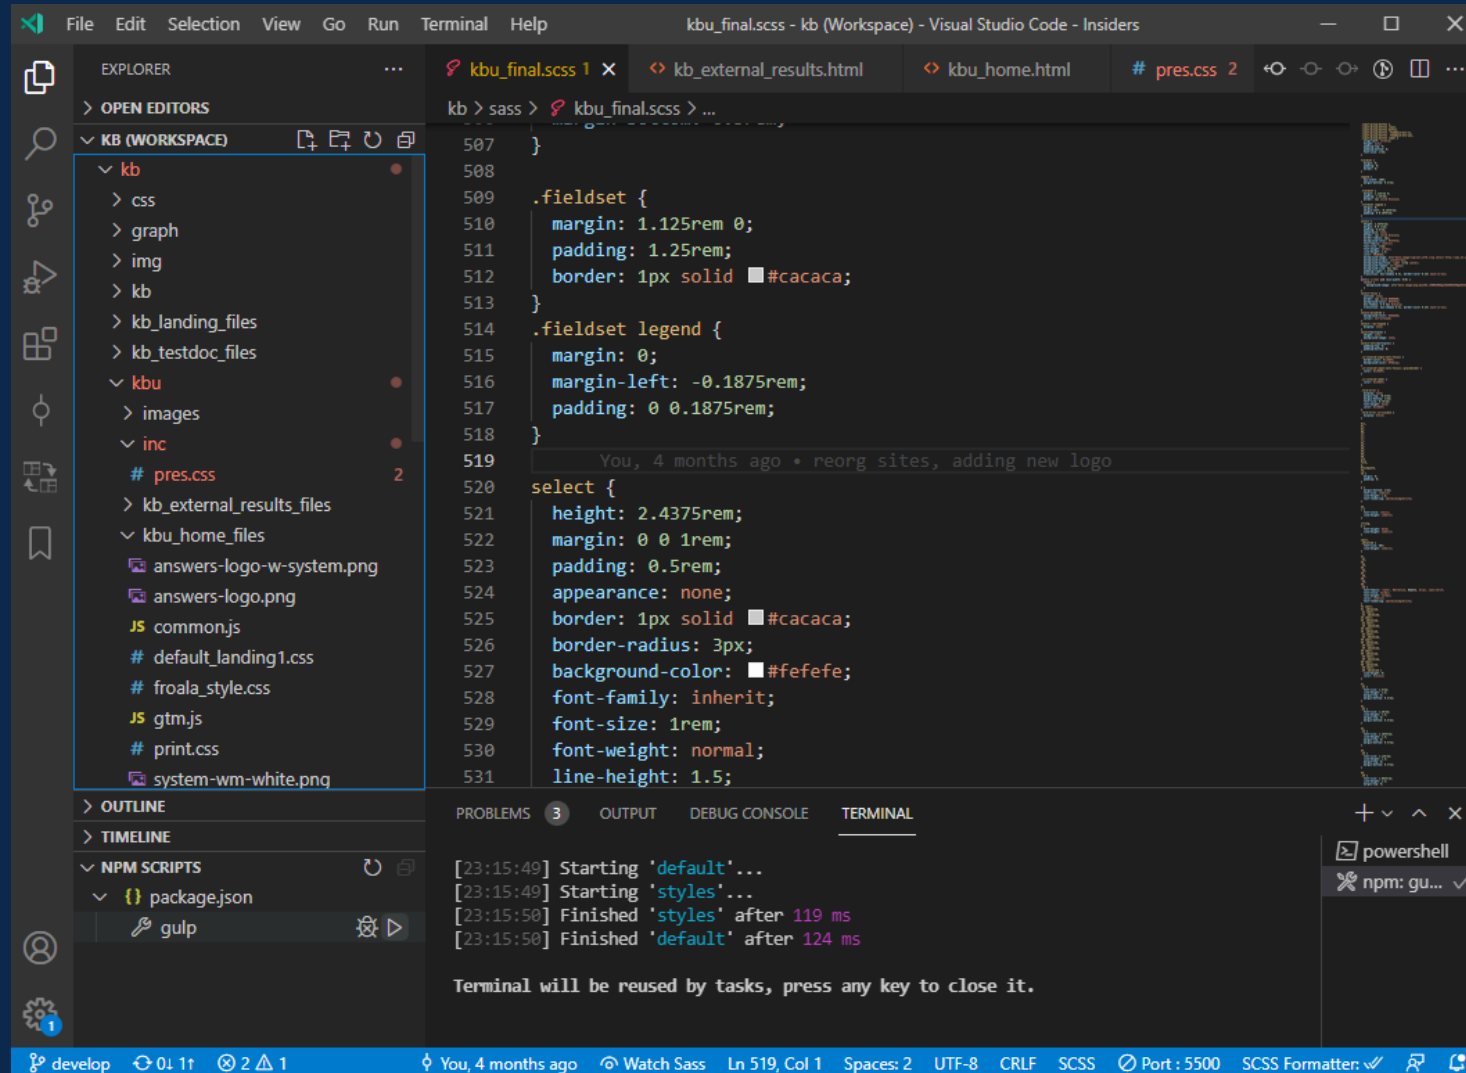 File Edit Selection View Go Run Terminal Help kbu_final.scss - kb (Workspace) - Visual Studio Code - Insiders
EXPLORER
OPEN EDITORS
KB (WORKSPACE)
kb
css
graph
img
kb
kb_landing_files
kb_testdoc_files
kbu
images
inc
# pres.css 2
kb_external_results_files
kbu_home_files
answers-logo-w-system.png
answers-logo.png
JS common.js
# default_landing1.css
# froala_style.css
JS gtm.js
# print.css
system-wm-white.png
OUTLINE
TIMELINE
NPM SCRIPTS
{} package.json
gulp
1
kbu_final.scss 1 kb_external_results.html kbu_home.html # pres.css 2
kb > sass > kbu_final.scss > ...
507 }
508
509 .fieldset {
510 margin: 1.125rem 0;
511 padding: 1.25rem;
512 border: 1px solid #cacaca;
513 }
514 .fieldset legend {
515 margin: 0;
516 margin-left: -0.1875rem;
517 padding: 0 0.1875rem;
518 }
519 You, 4 months ago • reorg sites, adding new logo
520 select {
521 height: 2.4375rem;
522 margin: 0 0 1rem;
523 padding: 0.5rem;
524 appearance: none;
525 border: 1px solid #cacaca;
526 border-radius: 3px;
527 background-color: #fefefe;
528 font-family: inherit;
529 font-size: 1rem;
530 font-weight: normal;
531 line-height: 1.5;
PROBLEMS 3 OUTPUT DEBUG CONSOLE TERMINAL
[23:15:49] Starting 'default'...
[23:15:49] Starting 'styles'...
[23:15:50] Finished 'styles' after 119 ms
[23:15:50] Finished 'default' after 124 ms
Terminal will be reused by tasks, press any key to close it.
powershell
npm: gu...
develop 0↓ 1↑ 2 1 You, 4 months ago Watch Sass Ln 519, Col 1 Spaces: 2 UTF-8 CRLF SCSS Port : 5500 SCSS Formatter: